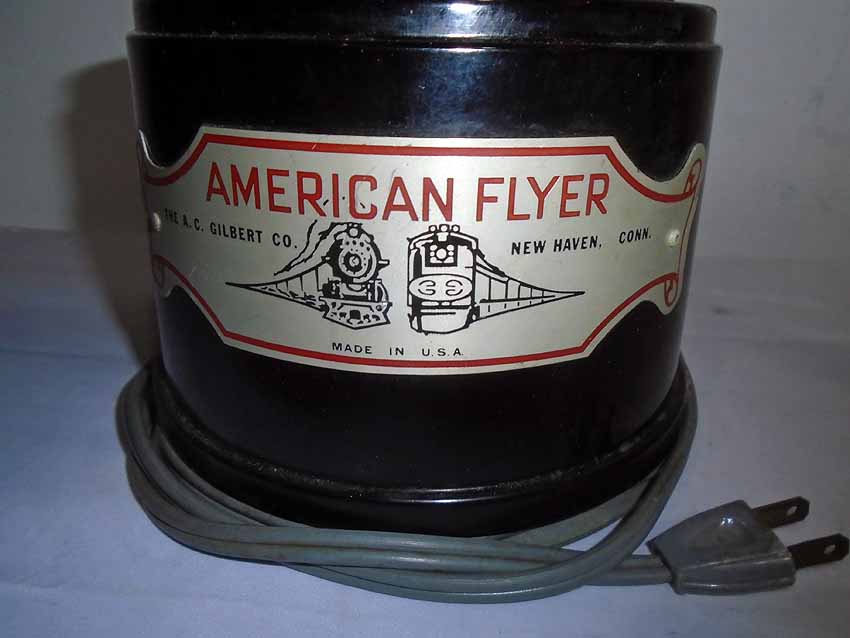 AMERICAN FLYER
THE A.C. GILBERT CO. NEW HAVEN, CONN.
MADE IN U.S.A.